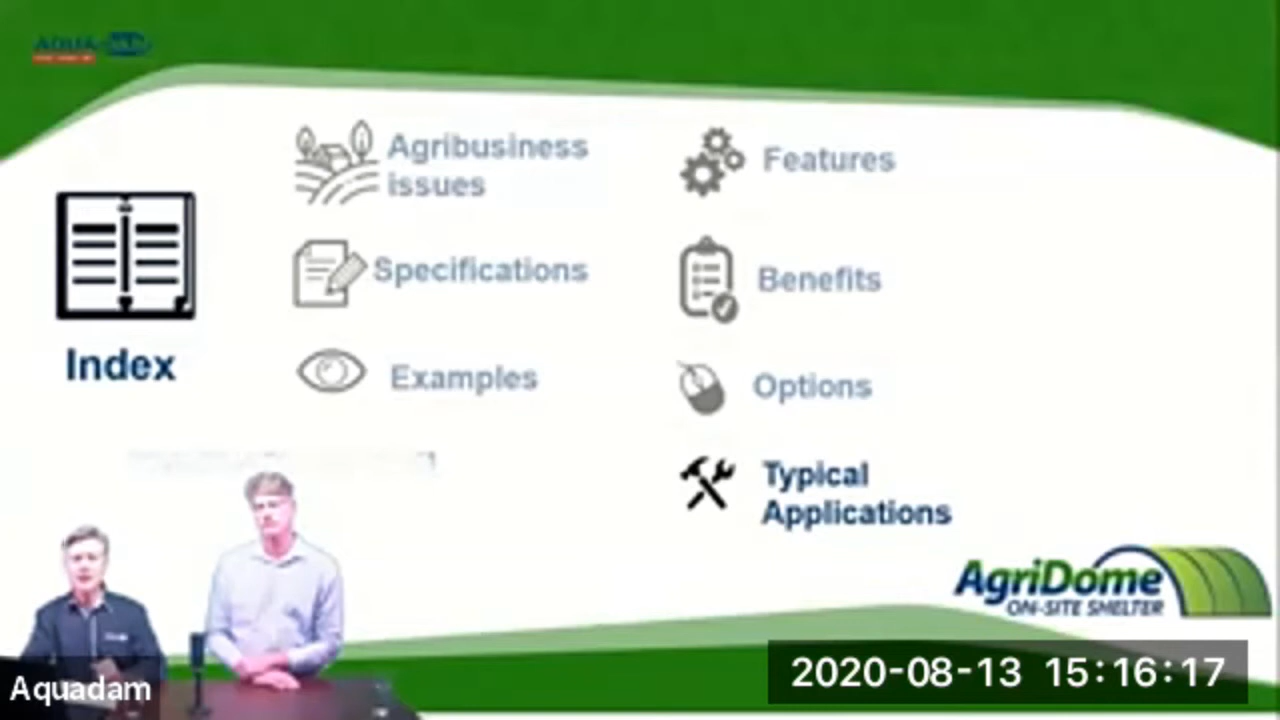 Agribusiness
issues
Specifications
Examples
Index
Features
Benefits
Options
Typical
Applications
AgriDome
ON-SITE SHELTER
Aquadam
2020-08-13 15:16:17